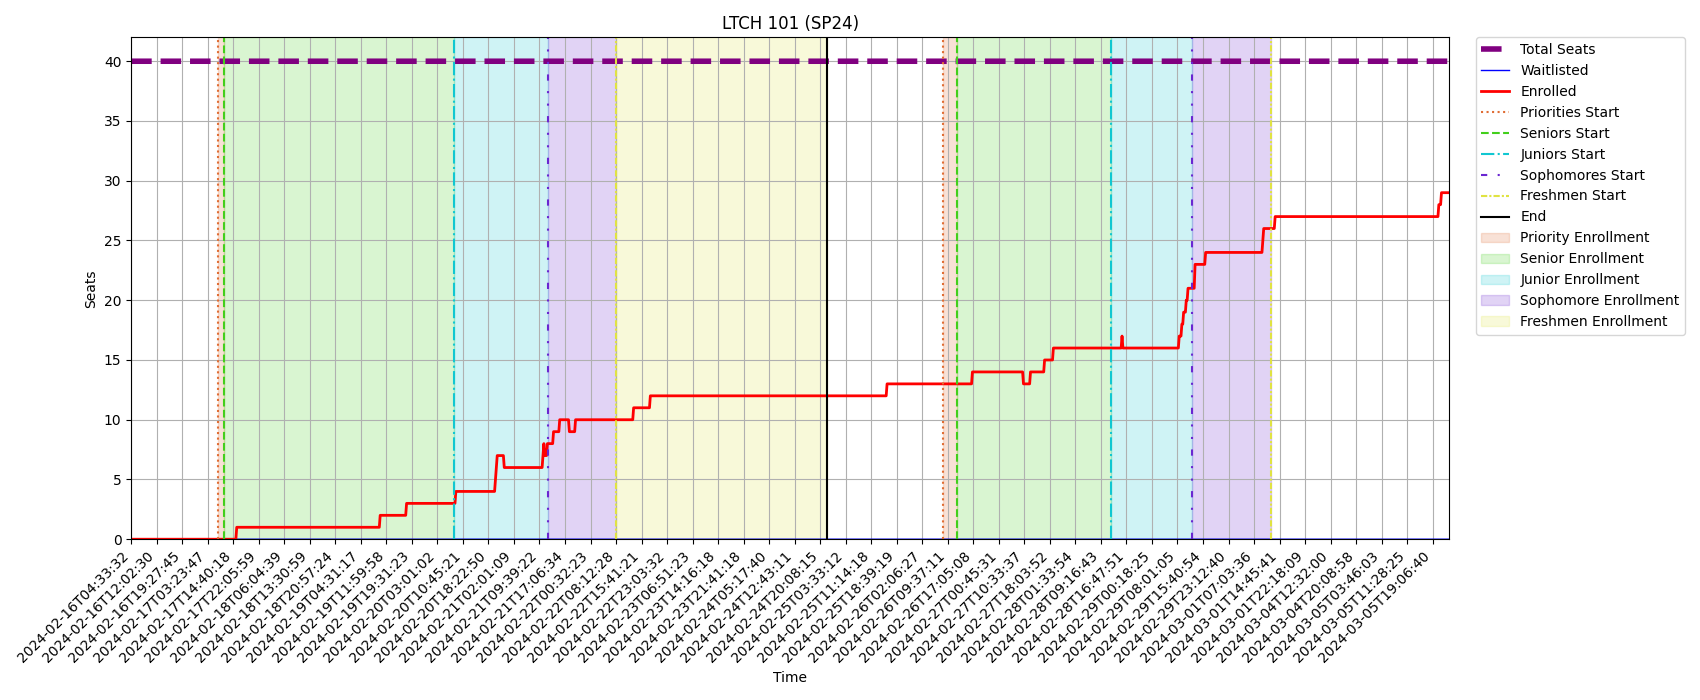 LTCH 101 (SP24)
Seats
40
35
30
25
20
15
10
5
0
2024-02-16T04:33:32
2024-02-16T12:02:30
2024-02-16T19:27:45
2024-02-17T03:23:47
2024-02-17T14:40:18
2024-02-17T22:05:59
2024-02-18T06:04:39
2024-02-18T13:30:59
2024-02-18T20:57:24
2024-02-19T04:31:17
2024-02-19T11:59:58
2024-02-19T19:31:23
2024-02-20T03:01:02
2024-02-20T10:45:21
2024-02-20T18:22:50
2024-02-21T02:01:09
2024-02-21T09:39:22
2024-02-21T17:06:34
2024-02-22T00:32:23
2024-02-22T08:12:28
2024-02-22T15:41:21
2024-02-22T23:03:32
2024-02-23T06:51:23
2024-02-23T14:16:18
2024-02-23T21:41:18
2024-02-24T05:17:40
2024-02-24T12:43:11
2024-02-24T20:08:15
2024-02-25T03:33:12
2024-02-25T11:14:18
2024-02-25T18:39:19
2024-02-26T02:06:27
2024-02-26T09:37:11
2024-02-26T17:05:08
2024-02-27T00:45:31
2024-02-27T10:33:37
2024-02-27T18:03:52
2024-02-28T01:33:54
2024-02-28T09:16:43
2024-02-28T16:47:51
2024-02-29T00:18:25
2024-02-29T08:01:05
2024-02-29T15:40:54
2024-02-29T23:12:40
2024-03-01T07:03:36
2024-03-01T14:45:41
2024-03-01T22:18:09
2024-03-04T12:32:00
2024-03-04T20:08:58
2024-03-05T03:46:03
2024-03-05T11:28:25
2024-03-05T19:06:40
Time
Total Seats
Waitlisted
Enrolled
Priorities Start
Seniors Start
Juniors Start
Sophomores Start
Freshmen Start
End
Priority Enrollment
Senior Enrollment
Junior Enrollment
Sophomore Enrollment
Freshmen Enrollment